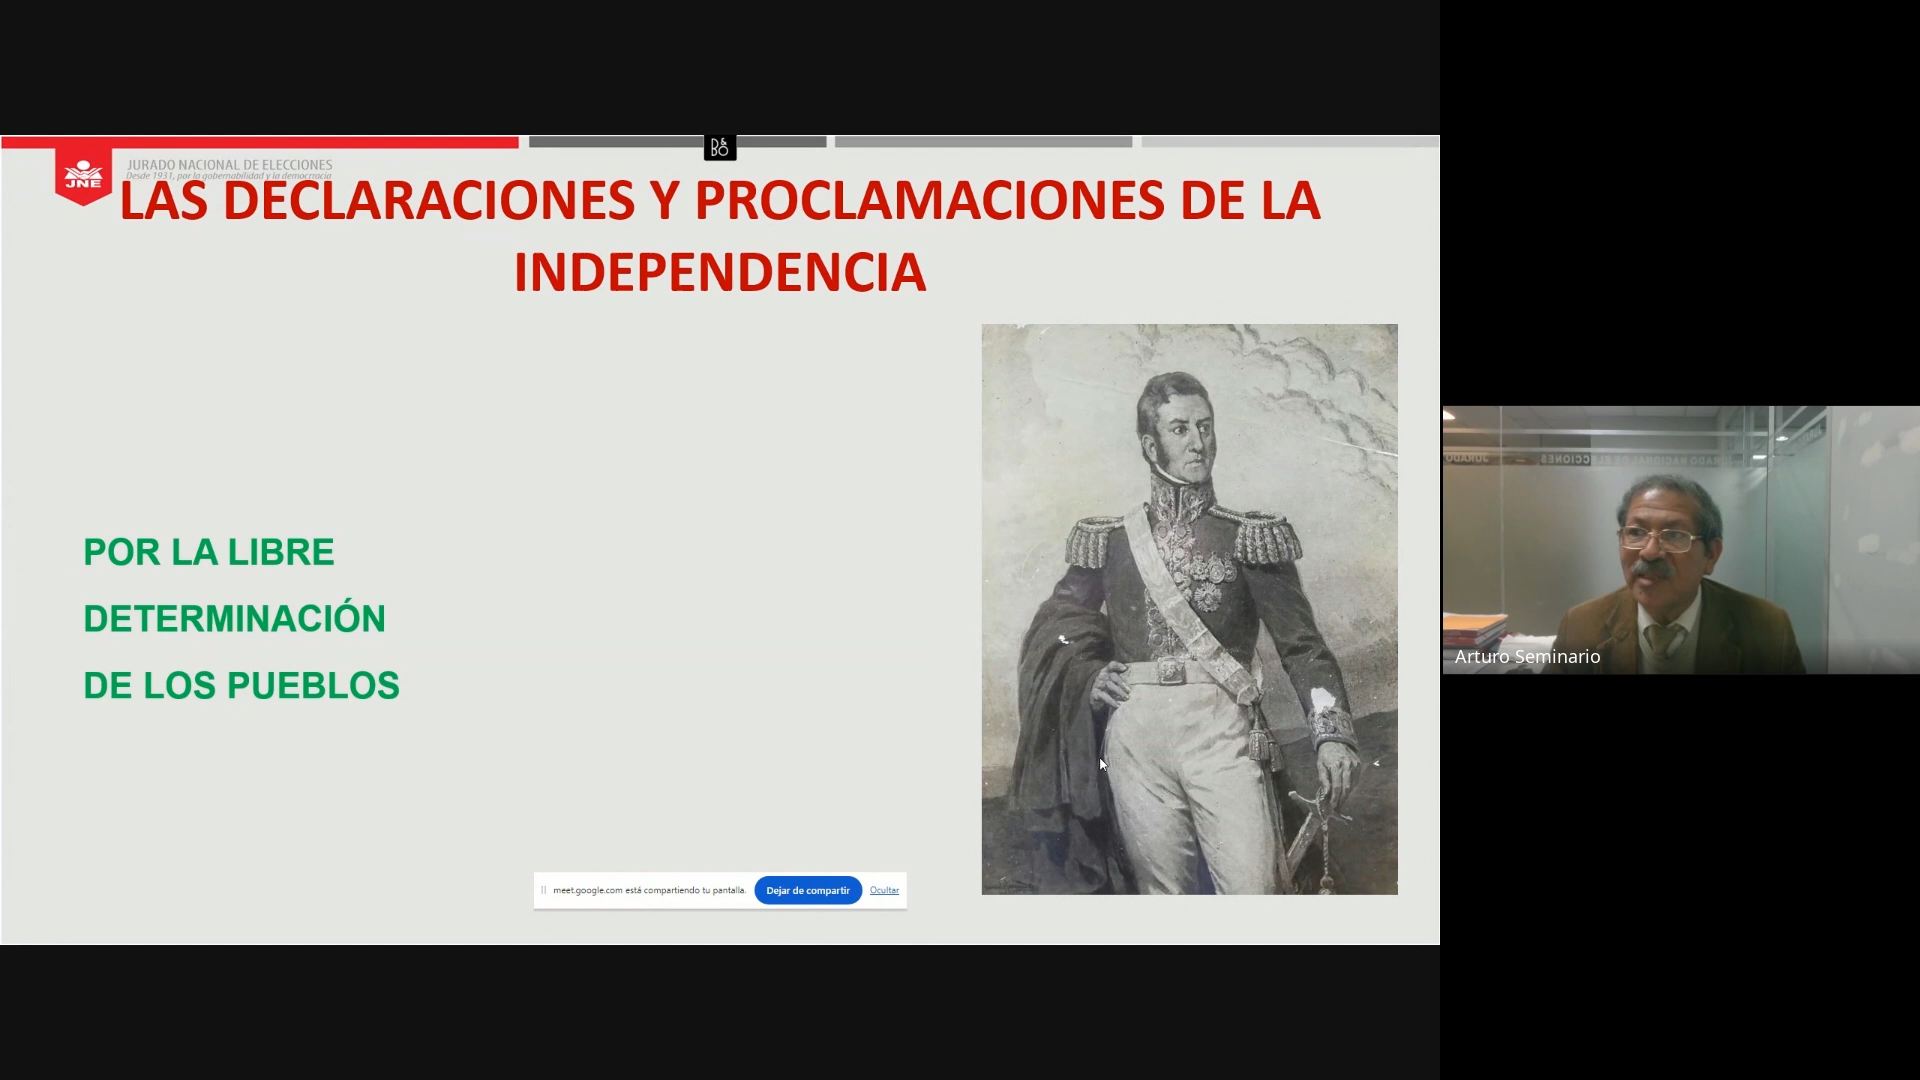 JURADO NACIONAL DE ELECCIONES
Desde 1931, por la gobernabilidad y la democracia
JNE
LAS DECLARACIONES Y PROCLAMACIONES DE LA
INDEPENDENCIA
POR LA LIBRE
DETERMINACIÓN
DE LOS PUEBLOS
meet.google.com está compartiendo tu pantalla. Dejar de compartir Ocultar
Arturo Seminario